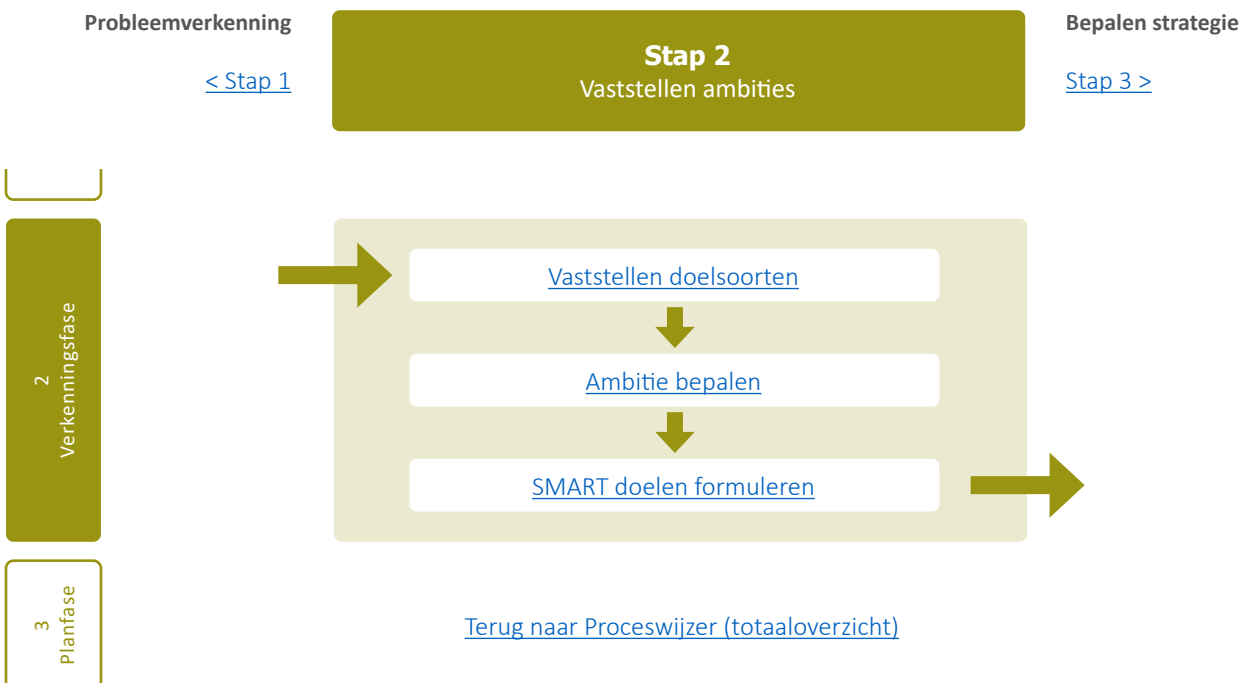 Probleemverkenning
< Stap 1
Stap 2
Vaststellen ambities
Bepalen strategie
Stap 3 >
2
Verkenningsfase
Vaststellen doelsoorten
Ambitie bepalen
SMART doelen formuleren
3
Planfase
Terug naar Proceswijzer (totaaloverzicht)